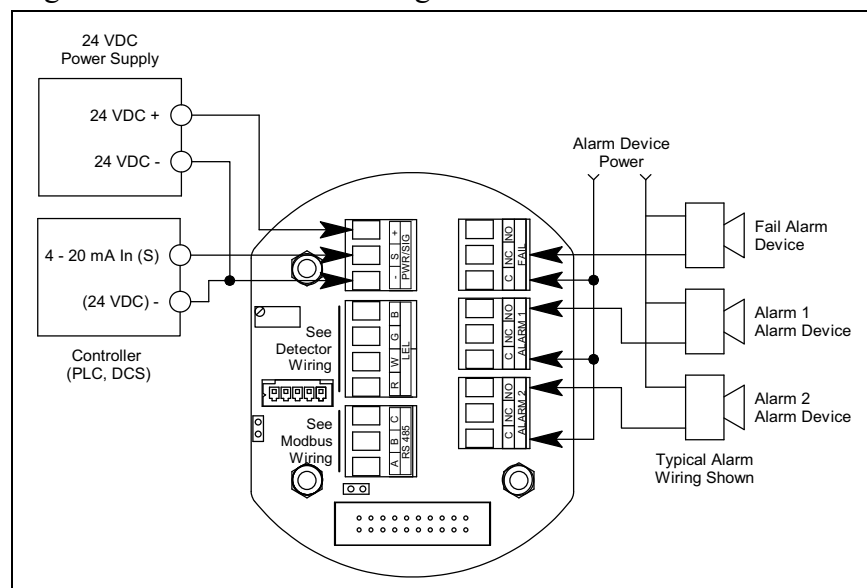 24 VDC
Power Supply
24 VDC +
24 VDC -
4 - 20 mA In (S)
(24 VDC) -
Controller
(PLC, DCS)
- S +
PWR/SIG
See
Detector
Wiring
R W G B
LEL
See
Modbus
Wiring
A B C
RS 485
C NC NO
FAIL
C NC NO
ALARM 1
C NC NO
ALARM 2
Alarm Device
Power
Fail Alarm
Device
Alarm 1
Alarm Device
Alarm 2
Alarm Device
Typical Alarm
Wiring Shown